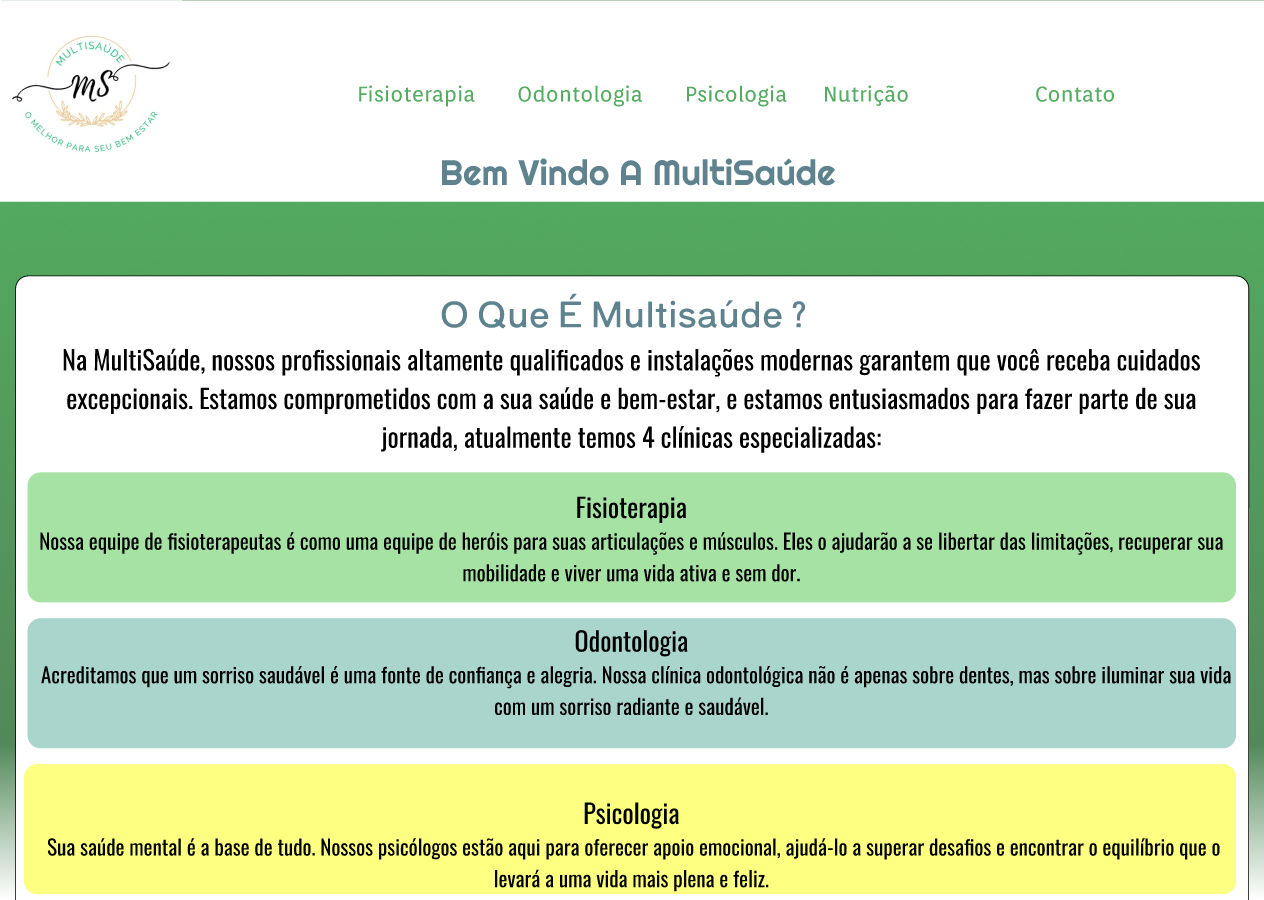 MULTISAÚDE
MS
O MELHOR PARA SEU BEM ESTAR
Fisioterapia Odontologia Psicologia Nutrição Contato
Bem Vindo A MultiSaúde
O Que É Multisaúde ?
Na MultiSaúde, nossos profissionais altamente qualificados e instalações modernas garantem que você receba cuidados
excepcionais. Estamos comprometidos com a sua saúde e bem-estar, e estamos entusiasmados para fazer parte de sua
jornada, atualmente temos 4 clínicas especializadas:
Fisioterapia
Nossa equipe de fisioterapeutas é como uma equipe de heróis para suas articulações e músculos. Eles o ajudarão a se libertar das limitações, recuperar sua
mobilidade e viver uma vida ativa e sem dor.
Odontologia
Acreditamos que um sorriso saudável é uma fonte de confiança e alegria. Nossa clínica odontológica não é apenas sobre dentes, mas sobre iluminar sua vida
com um sorriso radiante e saudável.
Psicologia
Sua saúde mental é a base de tudo. Nossos psicólogos estão aqui para oferecer apoio emocional, ajudá-lo a superar desafios e encontrar o equilíbrio que o
levará a uma vida mais plena e feliz.